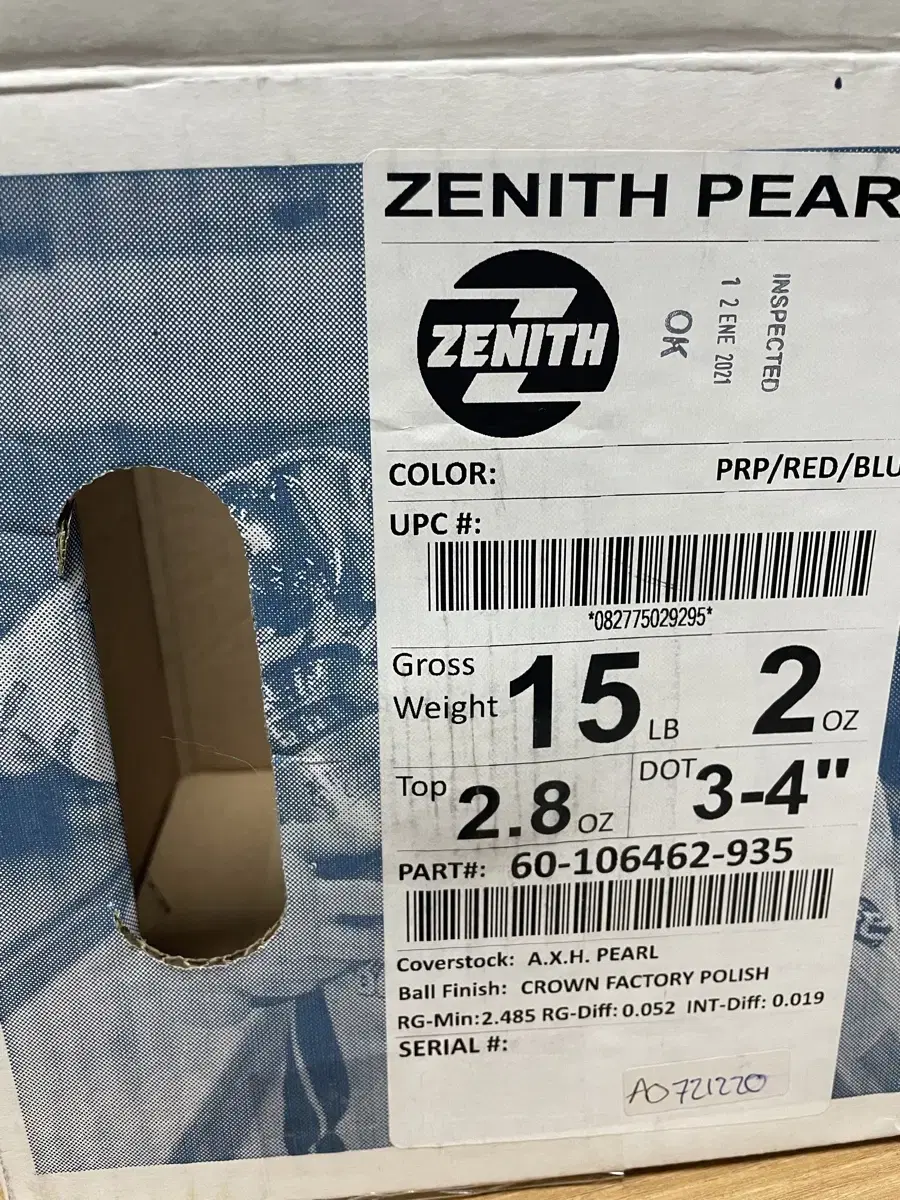 ZENITH PEAR
ZENITH
OK
1 2 ENE 2021
INSPECTED
COLOR: PRP/RED/BLU
UPC #:
*082775029295*
Gross Weight 15 LB 2 OZ
Top 2.8 OZ DOT 3-4"
PART#: 60-106462-935
Coverstock: A.X.H. PEARL
Ball Finish: CROWN FACTORY POLISH
RG-Min:2.485 RG-Diff: 0.052 INT-Diff: 0.019
SERIAL #:
A0721220